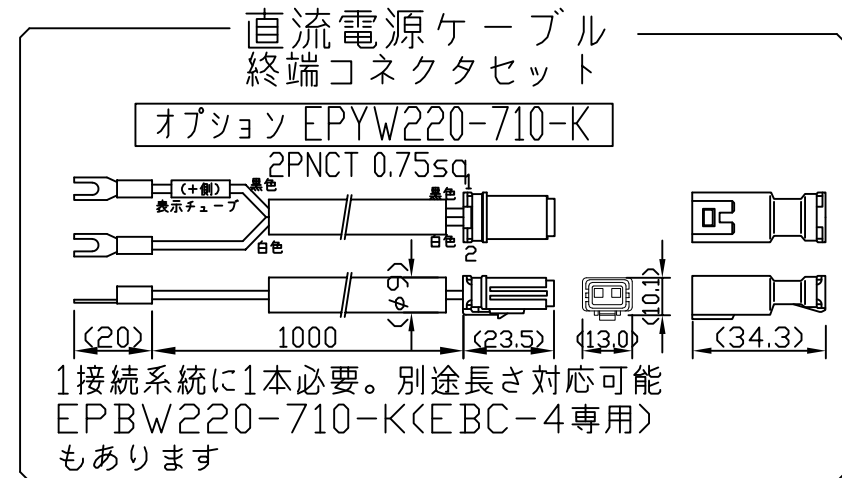 直流電源ケーブル
終端コネクタセット
オプション EPYW220-710-K
2PNCT 0.75sq
(+側)
黒色
黒色
1
表示チューブ
白色
白色
2
(φ9)
(10.1)
(20)
1000
(23.5)
(13.0)
(34.3)
1接続系統に1本必要。別途長さ対応可能
EPBW220-710-K(EBC-4専用)
もあります